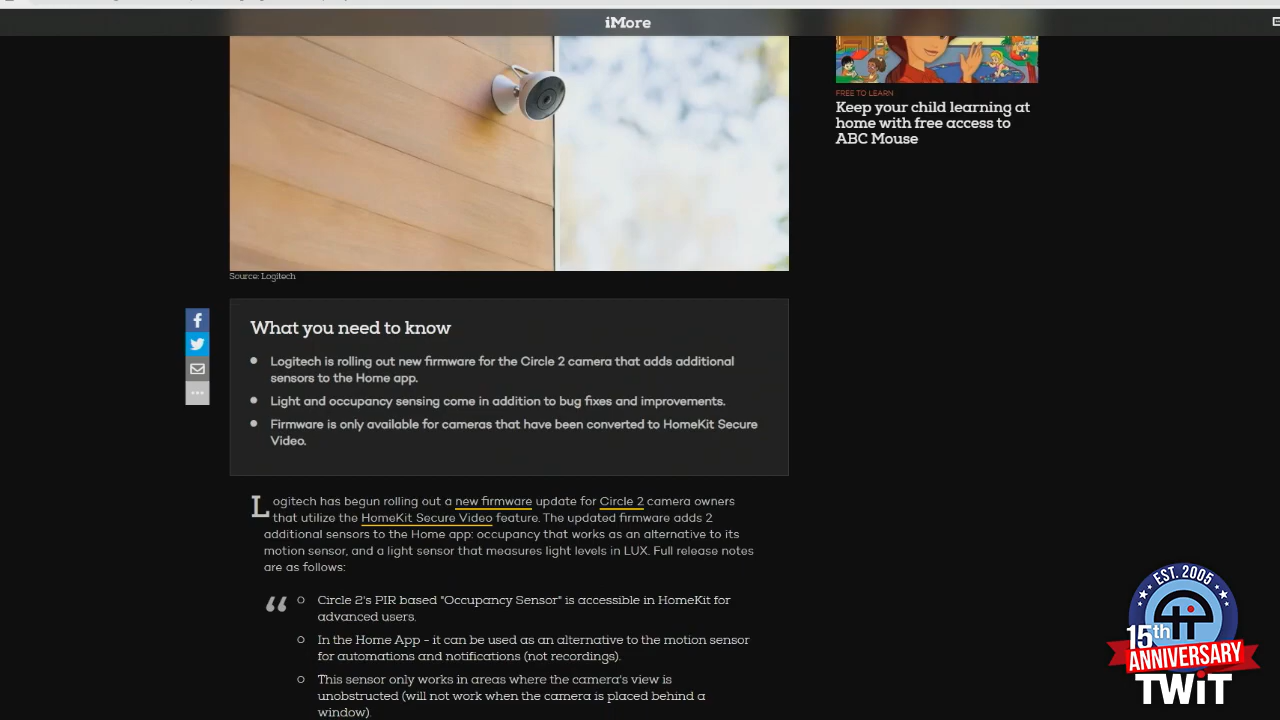 iMore
FREE TO LEARN
Keep your child learning at
home with free access to
ABC Mouse
Source: Logitech
What you need to know
Logitech is rolling out new firmware for the Circle 2 camera that adds additional
sensors to the Home app.
Light and occupancy sensing come in addition to bug fixes and improvements.
Firmware is only available for cameras that have been converted to HomeKit Secure
Video.
Logitech has begun rolling out a new firmware update for Circle 2 camera owners
that utilize the HomeKit Secure Video feature. The updated firmware adds 2
additional sensors to the Home app: occupancy that works as an alternative to its
motion sensor, and a light sensor that measures light levels in LUX. Full release notes
are as follows:
Circle 2's PIR based "Occupancy Sensor" is accessible in HomeKit for
advanced users.
In the Home App - it can be used as an alternative to the motion sensor
for automations and notifications (not recordings).
This sensor only works in areas where the camera's view is
unobstructed (will not work when the camera is placed behind a
window).
EST. 2005
15th
ANNIVERSARY
TWiT